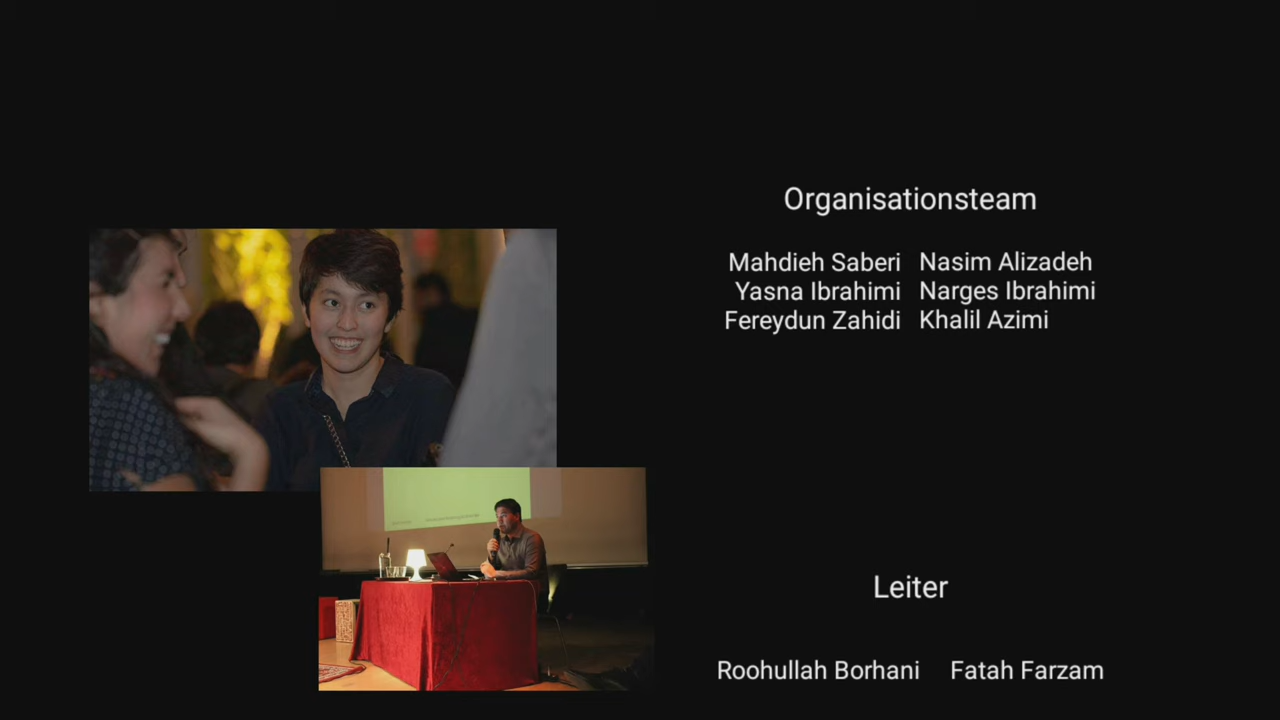 Organisationsteam
Mahdieh Saberi Nasim Alizadeh
Yasna Ibrahimi Narges Ibrahimi
Fereydun Zahidi Khalil Azimi
Leiter
Roohullah Borhani Fatah Farzam